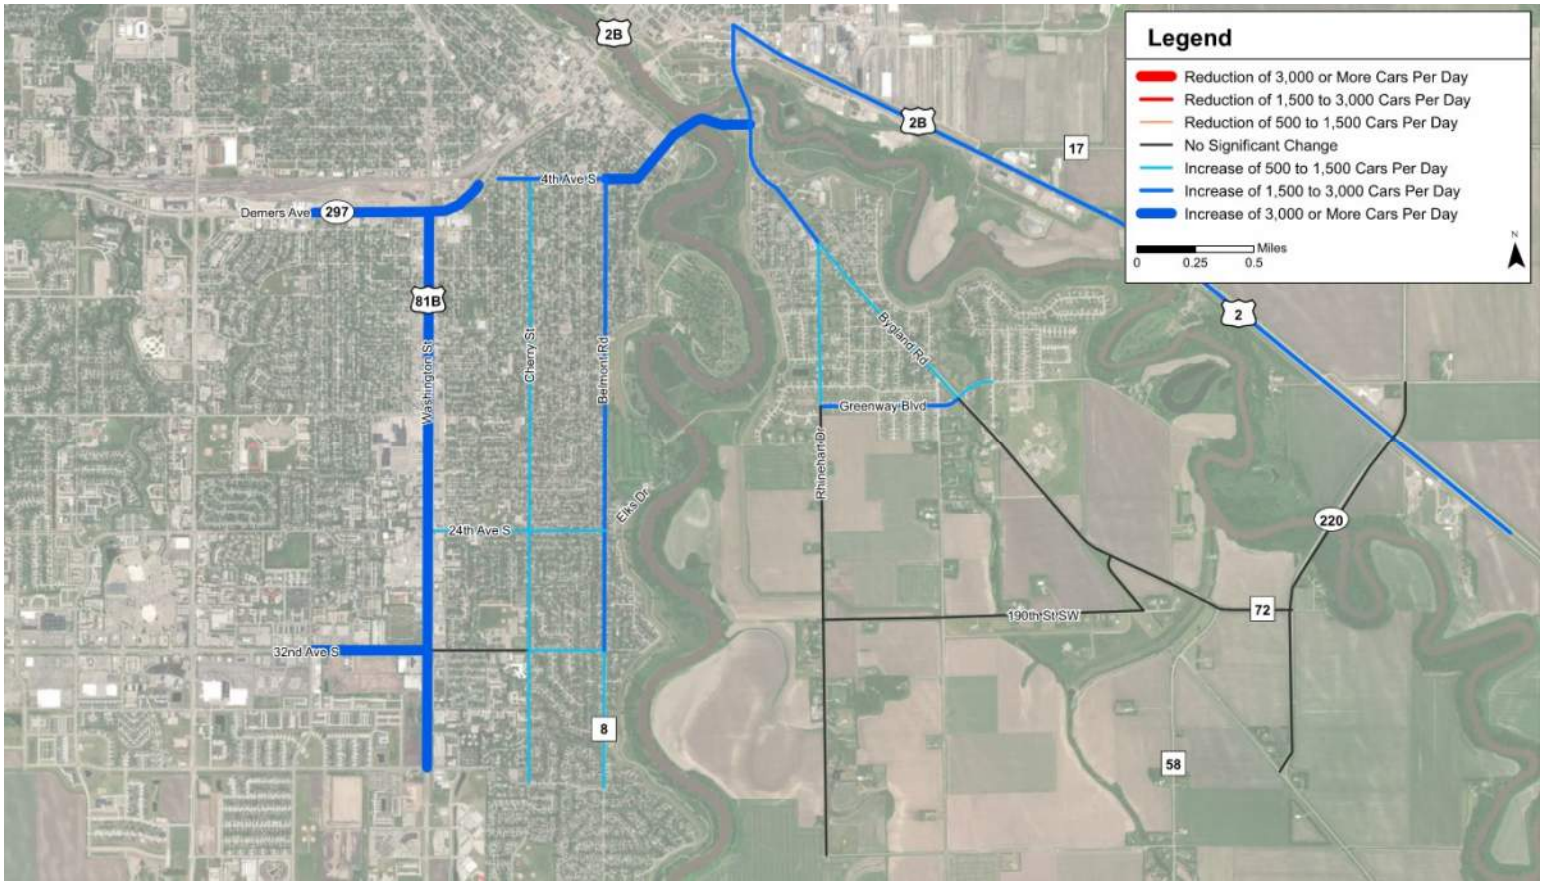 2B
Legend
Reduction of 3,000 or More Cars Per Day
Reduction of 1,500 to 3,000 Cars Per Day
Reduction of 500 to 1,500 Cars Per Day
No Significant Change
Increase of 500 to 1,500 Cars Per Day
Increase of 1,500 to 3,000 Cars Per Day
Increase of 3,000 or More Cars Per Day
Miles
0 0.25 0.5
N
2B
17
4th Ave S
Demers Ave 297
81B
2
Washington St
Cherry St
Belmont Rd
Bygland Rd
Greenway Blvd
Rhinehart Dr
Elks Dr
24th Ave S
220
190th St SW
72
32nd Ave S
8
58